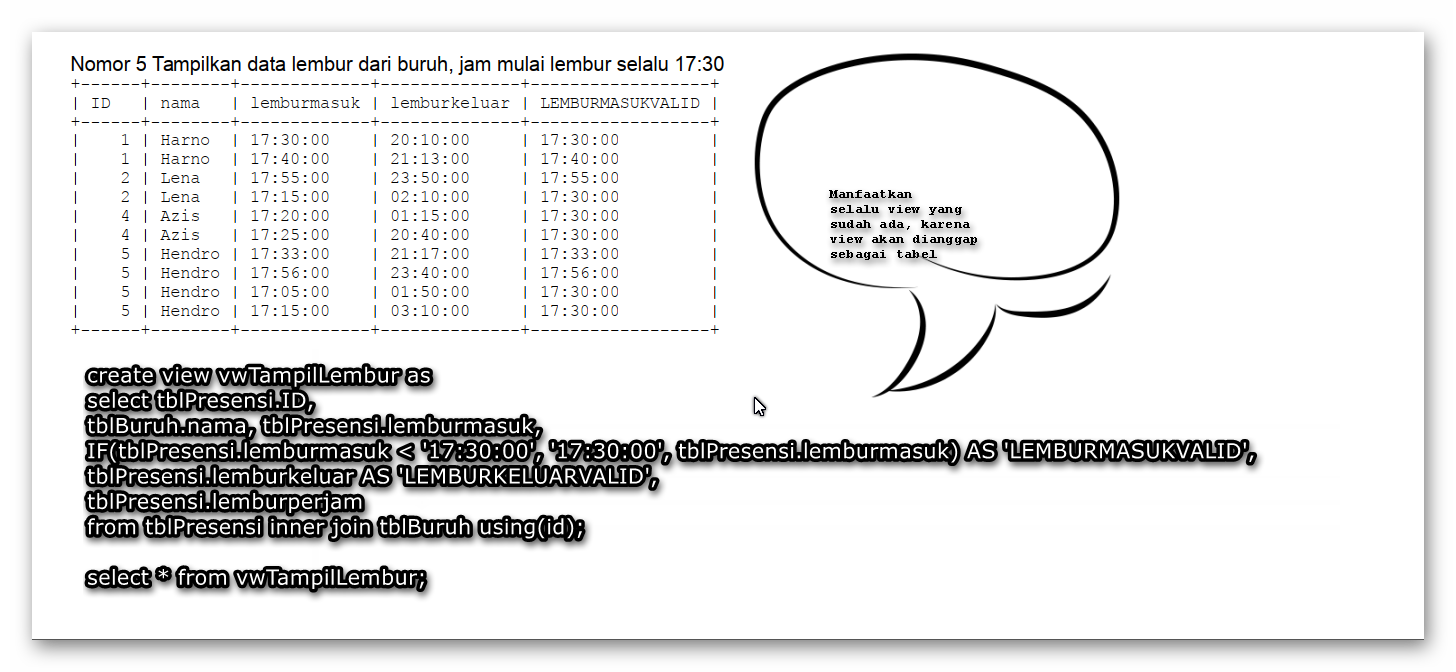 Nomor 5 Tampilkan data lembur dari buruh, jam mulai lembur selalu 17:30
+------+--------+-------------+--------------+------------------+
| ID   | nama   | lemburmasuk | lemburkeluar | LEMBURMASUKVALID |
+------+--------+-------------+--------------+------------------+
|    1 | Harno  | 17:30:00    | 20:10:00     | 17:30:00         |
|    1 | Harno  | 17:40:00    | 21:13:00     | 17:40:00         |
|    2 | Lena   | 17:55:00    | 23:50:00     | 17:55:00         |
|    2 | Lena   | 17:15:00    | 02:10:00     | 17:30:00         |
|    4 | Azis   | 17:20:00    | 01:15:00     | 17:30:00         |
|    4 | Azis   | 17:25:00    | 20:40:00     | 17:30:00         |
|    5 | Hendro | 17:33:00    | 21:17:00     | 17:33:00         |
|    5 | Hendro | 17:56:00    | 23:40:00     | 17:56:00         |
|    5 | Hendro | 17:05:00    | 01:50:00     | 17:30:00         |
|    5 | Hendro | 17:15:00    | 03:10:00     | 17:30:00         |
+------+--------+-------------+--------------+------------------+
Manfaatkan
selalu view yang
sudah ada, karena
view akan dianggap
sebagai tabel
create view vwTampilLembur as
select tblPresensi.ID,
tblBuruh.nama, tblPresensi.lemburmasuk,
IF(tblPresensi.lemburmasuk < '17:30:00', '17:30:00', tblPresensi.lemburmasuk) AS 'LEMBURMASUKVALID',
tblPresensi.lemburkeluar AS 'LEMBURKELUARVALID',
tblPresensi.lemburperjam
from tblPresensi inner join tblBuruh using(id);
select * from vwTampilLembur;